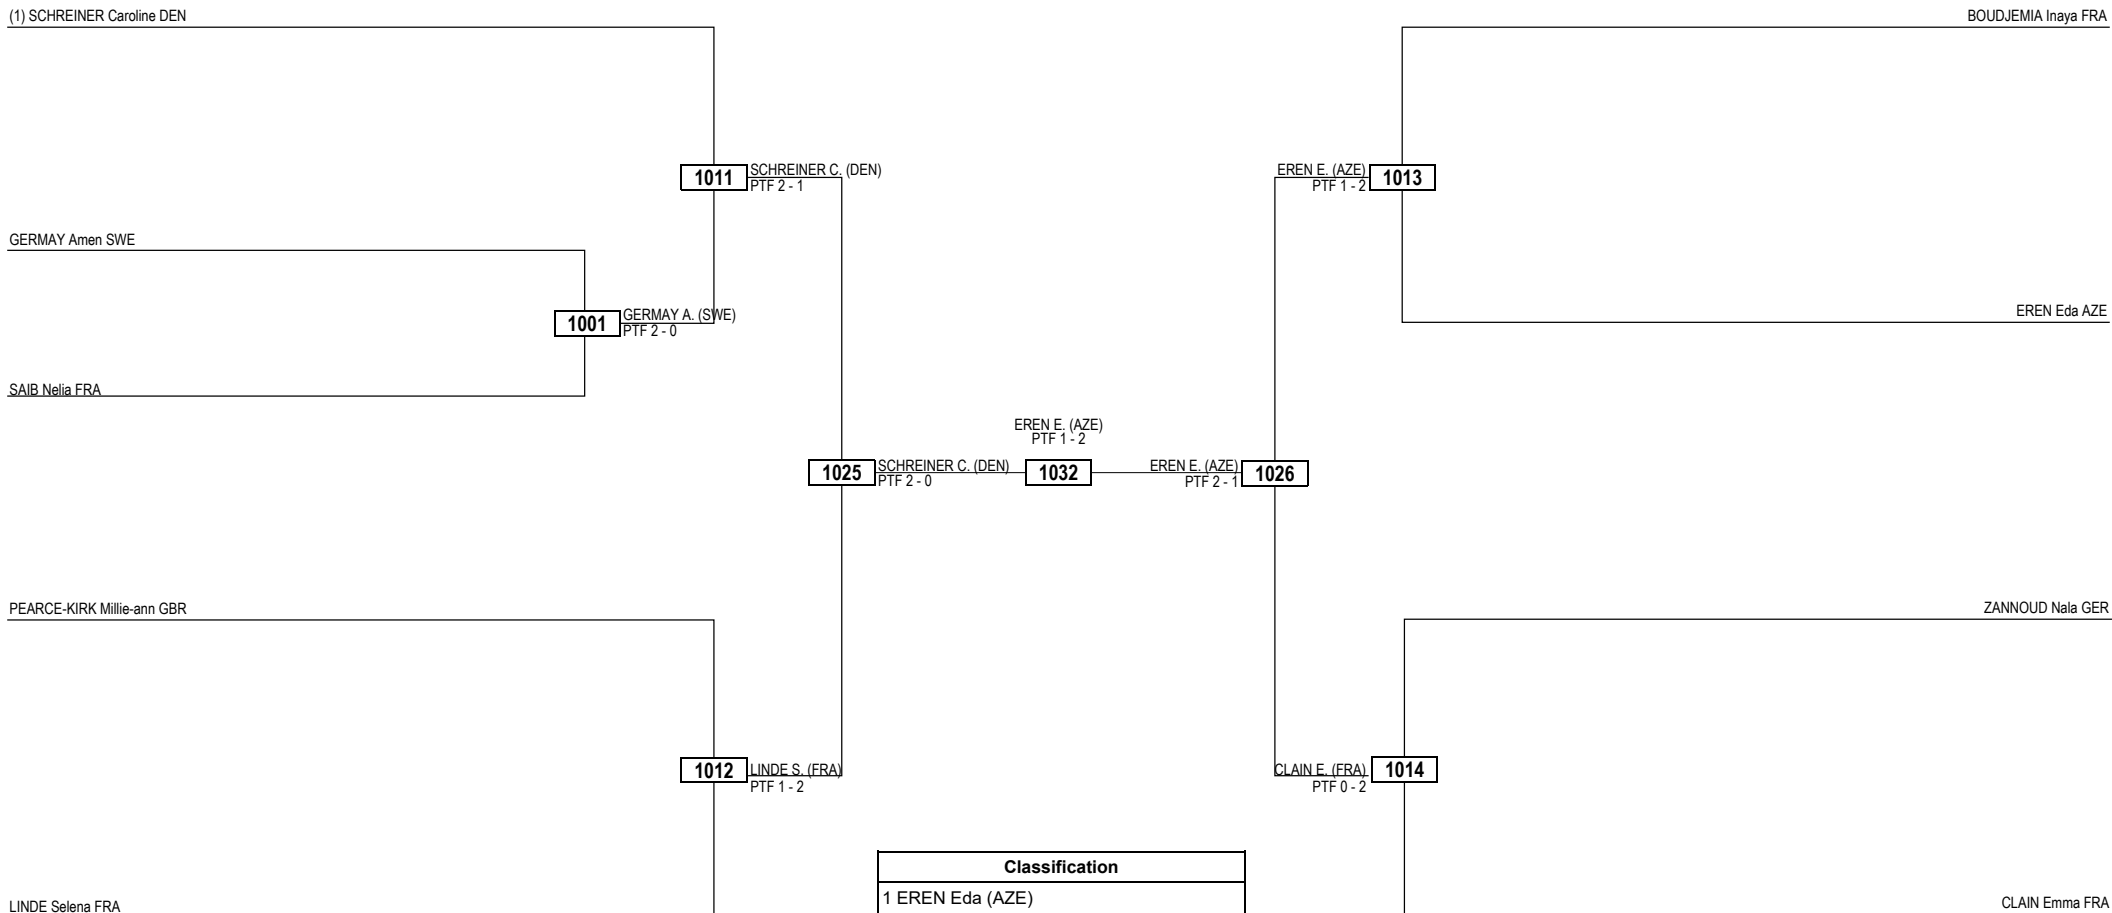 (1) SCHREINER Caroline DEN
BOUDJEMIA Inaya FRA
1011
SCHREINER C. (DEN)
PTF 2 - 1
EREN E. (AZE)
PTF 1 - 2
1013
GERMAY Amen SWE
1001
GERMAY A. (SWE)
PTF 2 - 0
EREN Eda AZE
SAIB Nelia FRA
EREN E. (AZE)
PTF 1 - 2
1025
SCHREINER C. (DEN)
PTF 2 - 0
1032
EREN E. (AZE)
PTF 2 - 1
1026
PEARCE-KIRK Millie-ann GBR
ZANNOUD Nala GER
1012
LINDE S. (FRA)
PTF 1 - 2
CLAIN E. (FRA)
PTF 0 - 2
1014
Classification
1 EREN Eda (AZE)
LINDE Selena FRA
CLAIN Emma FRA